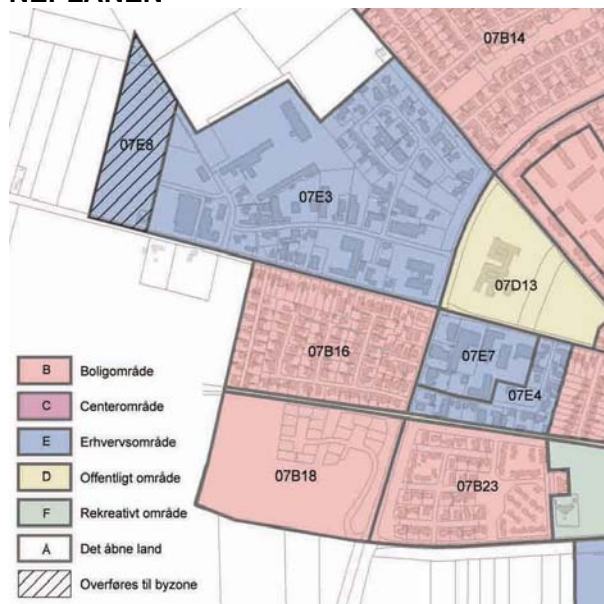 NEPLANEN
07B14
07E8
07E3
07D13
07B16
07E7
07E4
07B18
07B23
B Boligområde
C Centerområde
E Erhvervsområde
D Offentligt område
F Rekreativt område
A Det åbne land
Overføres til byzone